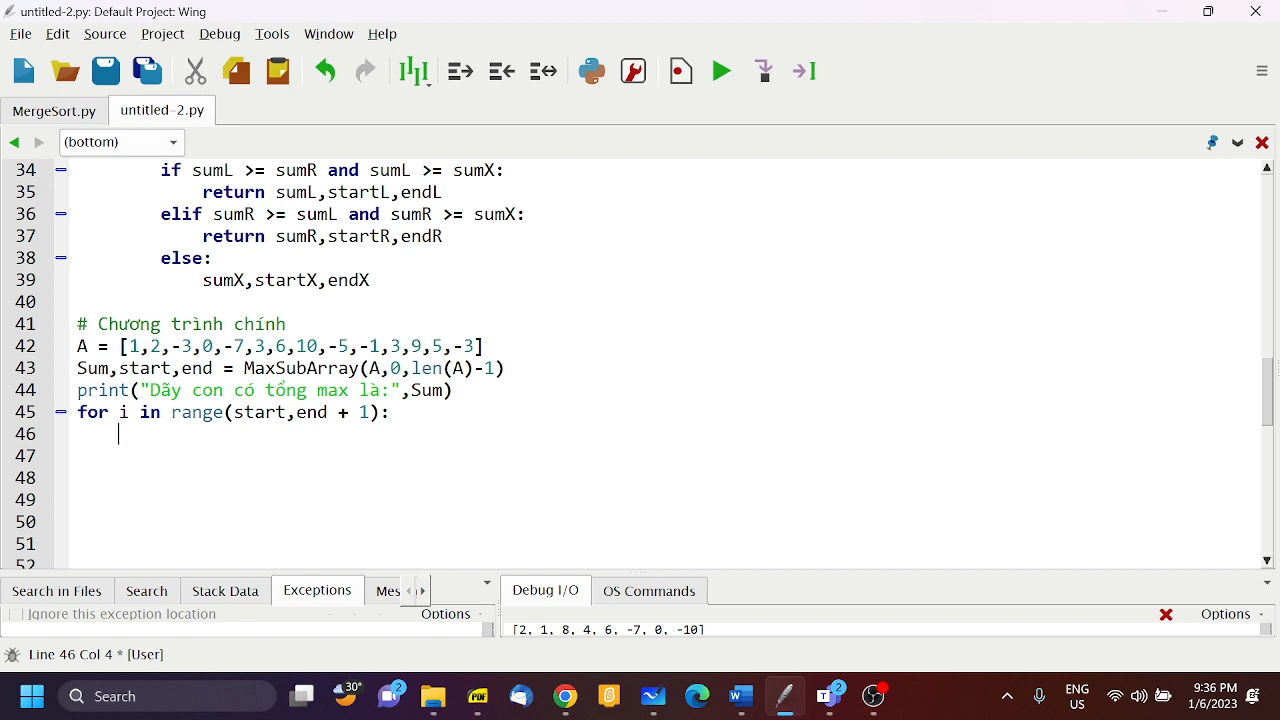 untitled-2.py: Default Project: Wing
File Edit Source Project Debug Tools Window Help
MergeSort.py untitled-2.py
(bottom)
34 if sumL >= sumR and sumL >= sumX:
35 return sumL,startL,endL
36 elif sumR >= sumL and sumR >= sumX:
37 return sumR,startR,endR
38 else:
39 sumX,startX,endX
40
41 # Chương trình chính
42 A = [1,2,-3,0,-7,3,6,10,-5,-1,3,9,5,-3]
43 Sum,start,end = MaxSubArray(A,0,len(A)-1)
44 print("Dãy con có tổng max là:",Sum)
45 for i in range(start,end + 1):
46
47
48
49
50
51
52
Search in Files Search Stack Data Exceptions Mes Debug I/O OS Commands
Ignore this exception location Options Options
[2, 1, 8, 4, 6, -7, 0, -10]
Line 46 Col 4 * [User]
Search 30° 2 PDF 2 ENG US 9:36 PM 1/6/2023